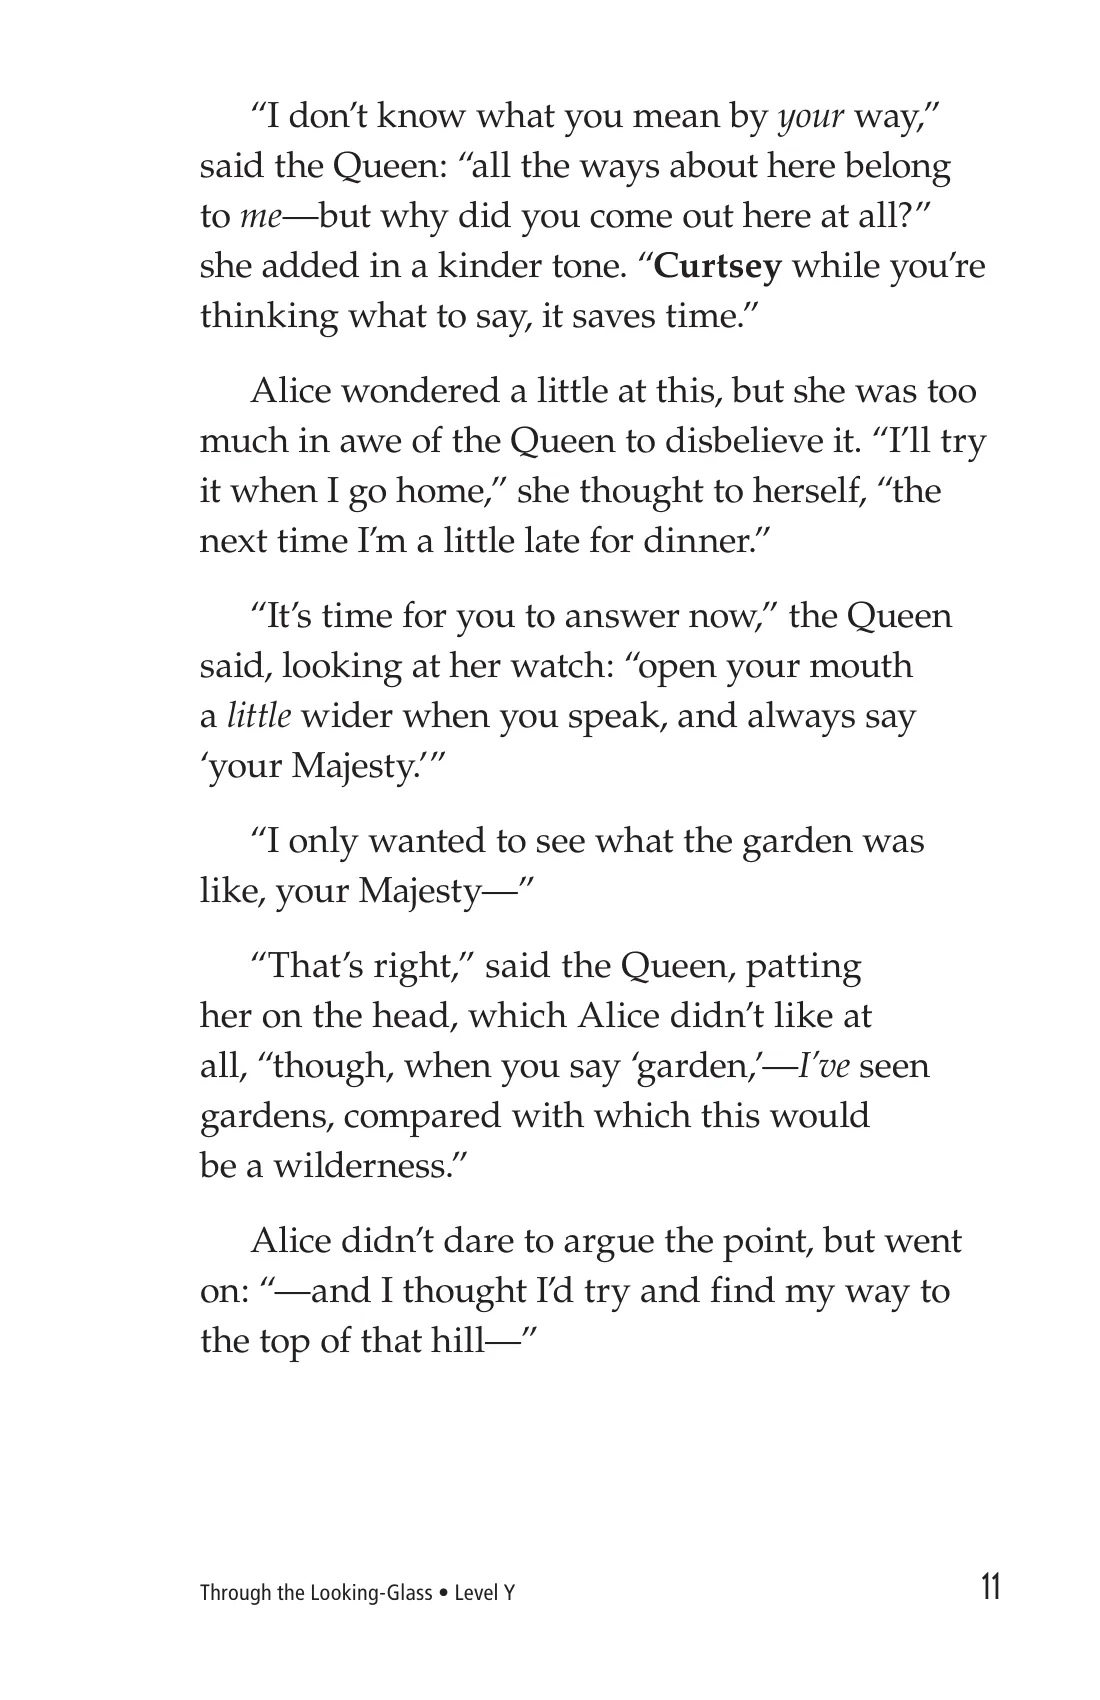 “I don’t know what you mean by your way,”
said the Queen: “all the ways about here belong
to me—but why did you come out here at all?”
she added in a kinder tone. “Curtsey while you’re
thinking what to say, it saves time.”
Alice wondered a little at this, but she was too
much in awe of the Queen to disbelieve it. “I’ll try
it when I go home,” she thought to herself, “the
next time I’m a little late for dinner.”
“It’s time for you to answer now,” the Queen
said, looking at her watch: “open your mouth
a little wider when you speak, and always say
‘your Majesty.’”
“I only wanted to see what the garden was
like, your Majesty—”
“That’s right,” said the Queen, patting
her on the head, which Alice didn’t like at
all, “though, when you say ‘garden,’—I’ve seen
gardens, compared with which this would
be a wilderness.”
Alice didn’t dare to argue the point, but went
on: “—and I thought I’d try and find my way to
the top of that hill—”
Through the Looking-Glass • Level Y 11